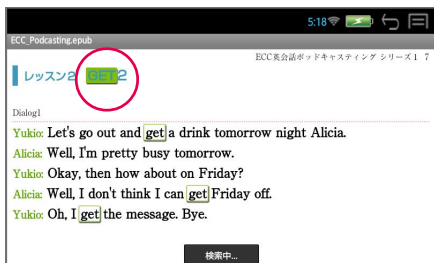 5:18
ECC_Podcasting.epub
ECC英会話ポッドキャスティング シリーズ１ 7
レッスン2 GET 2
Dialog1
Yukio: Let's go out and get a drink tomorrow night Alicia.
Alicia: Well, I'm pretty busy tomorrow.
Yukio: Okay, then how about on Friday?
Alicia: Well, I don't think I can get Friday off.
Yukio: Oh, I get the message. Bye.
検索中...